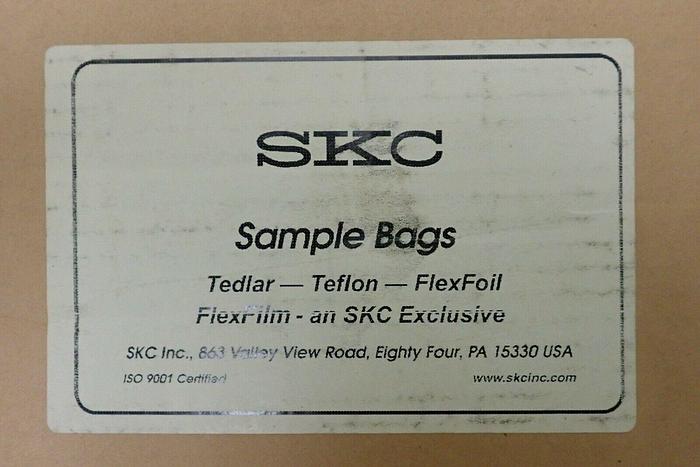 SKC
Sample Bags
Tedlar — Teflon — FlexFoil
FlexFilm - an SKC Exclusive
SKC Inc., 863 Valley View Road, Eighty Four, PA 15330 USA
ISO 9001 Certified
www.skcinc.com